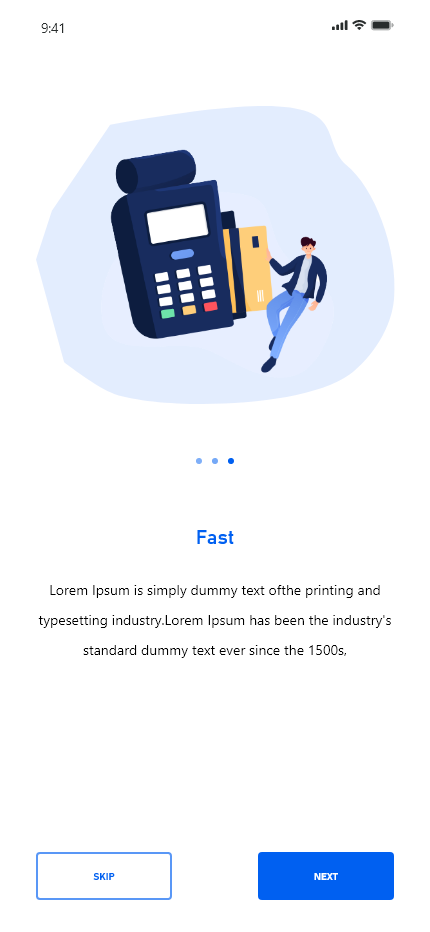 9:41
Fast
Lorem Ipsum is simply dummy text ofthe printing and
typesetting industry.Lorem Ipsum has been the industry's
standard dummy text ever since the 1500s,
SKIP
NEXT